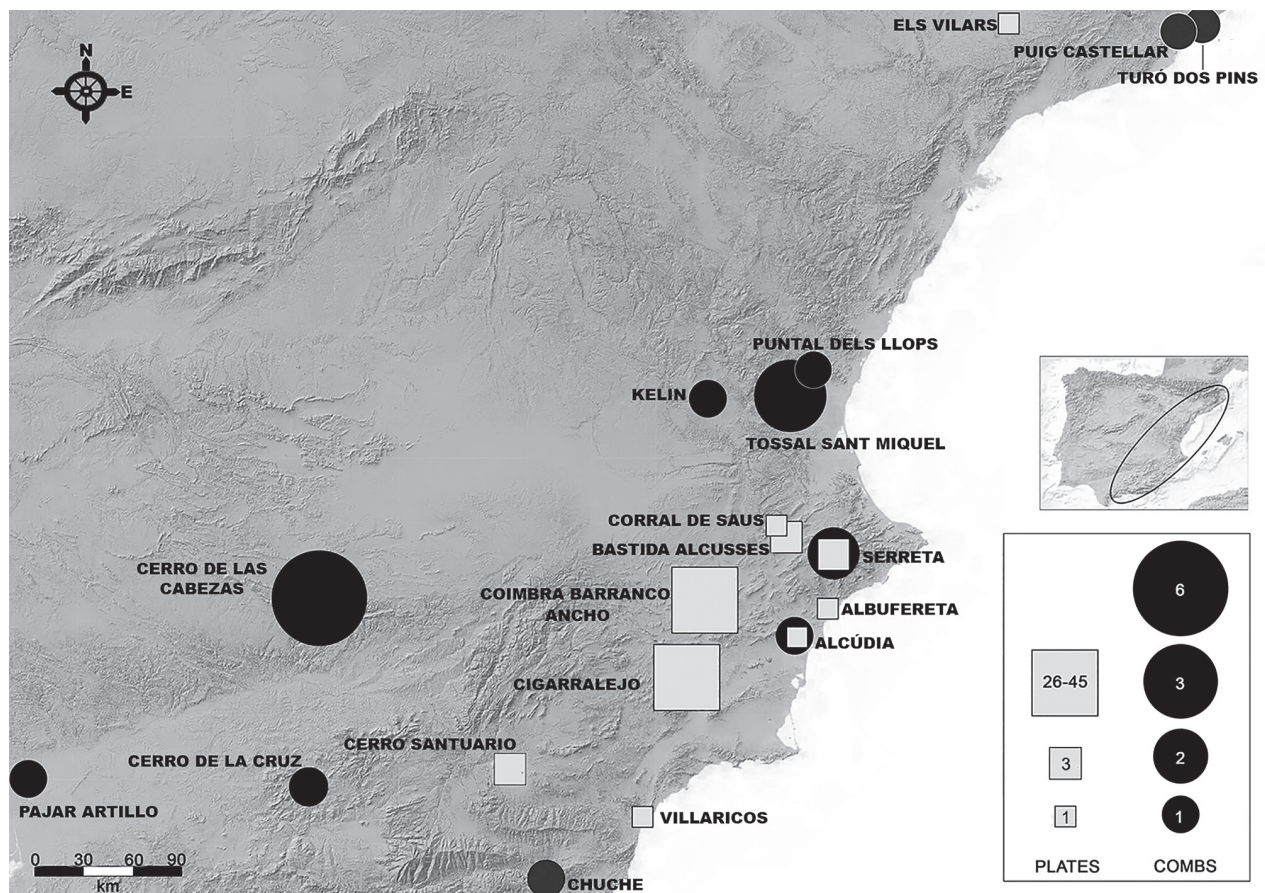 ELS VILARS
PUIG CASTELLAR
TURÓ DOS PINS
N
E
PUNTAL DELS LLOPS
KELIN
TOSSAL SANT MIQUEL
CORRAL DE SAUS
BASTIDA ALCUSSES
SERRETA
CERRO DE LAS
CABEZAS
COIMBRA BARRANCO
ANCHO
ALBUFERETA
ALCÚDIA
CIGARRALEJO
CERRO SANTUARIO
CERRO DE LA CRUZ
PAJAR ARTILLO
VILLARICOS
CHUCHE
0 30 60 90
km
6
26-45
3
3
2
1
1
PLATES
COMBS